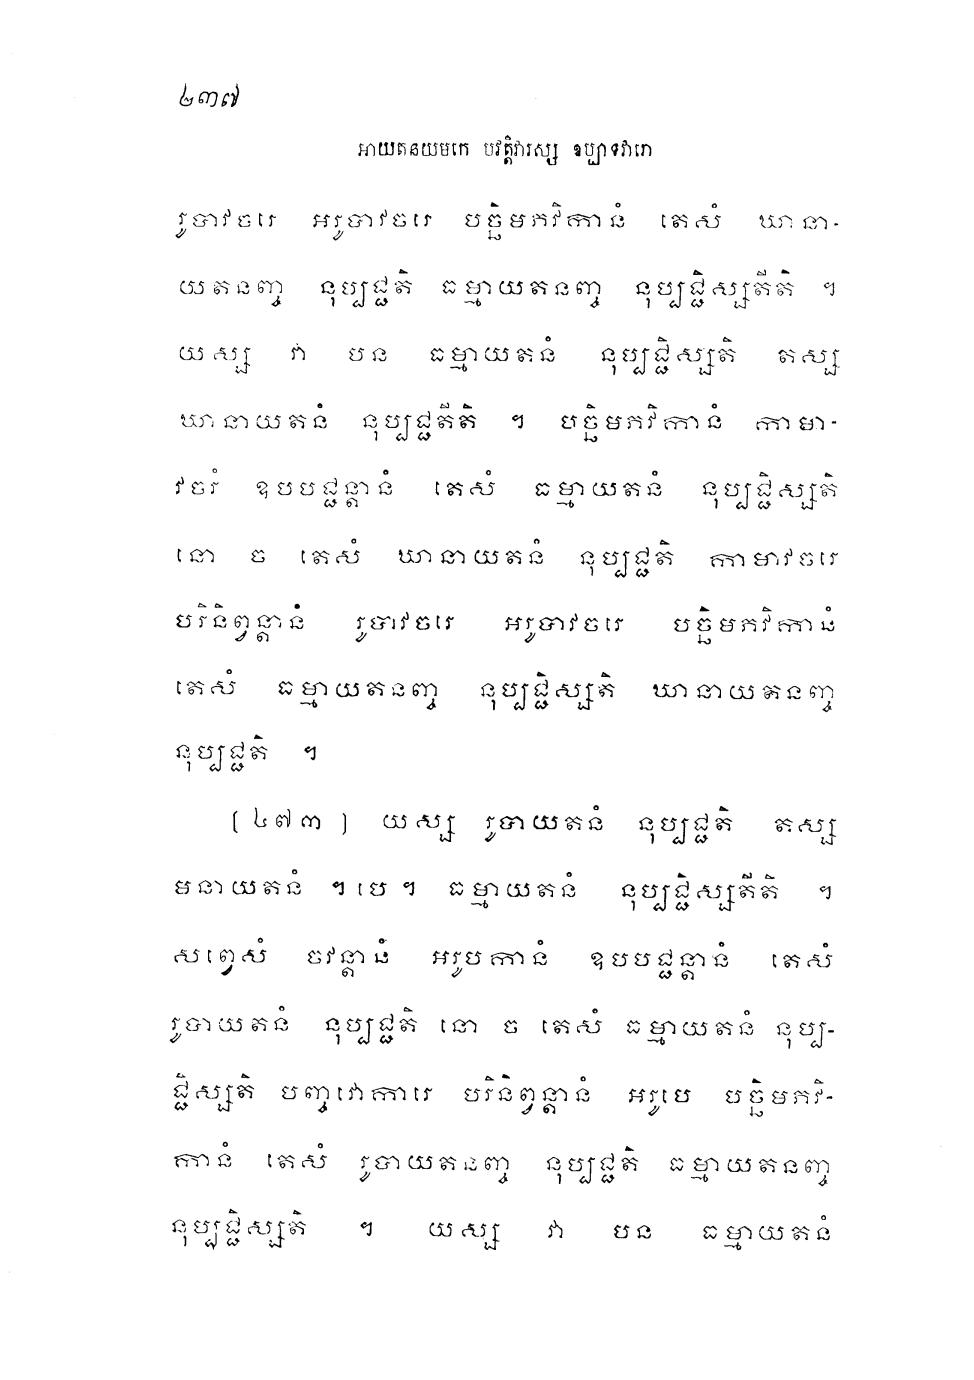 ៤៣៧
អាយតនយមកេ បវត្តិវារស្ស ឧប្បាទវារោ
រូបាវចរេ អរូបាវចរេ បច្ឆិមភវិកានំ តេសំ ឃានា-
យតនញ្ច នុប្បជ្ជតិ ធម្មាយតនញ្ច នុប្បជ្ជិស្សតីតិ ។
យស្ស វា បន ធម្មាយតនំ នុប្បជ្ជិស្សតិ តស្ស
ឃានាយតនំ នុប្បជ្ជតីតិ ។ បច្ឆិមភវិកានំ កាមា-
វចរំ ឧបបជ្ជន្តានំ តេសំ ធម្មាយតនំ នុប្បជ្ជិស្សតិ
នោ ច តេសំ ឃានាយតនំ នុប្បជ្ជតិ កាមាវចរេ
បរិនិព្វន្តានំ រូបាវចរេ អរូបាវចរេ បច្ឆិមភវិកានំ
តេសំ ធម្មាយតនញ្ច នុប្បជ្ជិស្សតិ ឃានាយតនញ្ច
នុប្បជ្ជតិ ។
(៤៧៣) យស្ស រូបាយតនំ នុប្បជ្ជតិ តស្ស
មនាយតនំ ។បេ។ ធម្មាយតនំ នុប្បជ្ជិស្សតីតិ ។
សព្វេសំ ចវន្តានំ អរូបកានំ ឧបបជ្ជន្តានំ តេសំ
រូបាយតនំ នុប្បជ្ជតិ នោ ច តេសំ ធម្មាយតនំ នុប្ប-
ជ្ជិស្សតិ បញ្ចវោការេ បរិនិព្វន្តានំ អរូបេ បច្ឆិមភវិ-
កានំ តេសំ រូបាយតនញ្ច នុប្បជ្ជតិ ធម្មាយតនញ្ច
នុប្បជ្ជិស្សតិ ។ យស្ស វា បន ធម្មាយតនំ